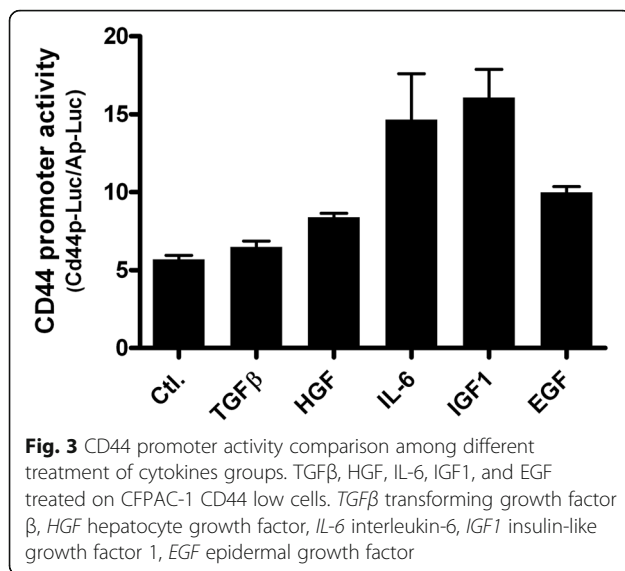 CD44 promoter activity
(Cd44p-Luc/Ap-Luc)
20
15
10
5
0
Ctl.
TGFβ
HGF
IL-6
IGF1
EGF
Fig. 3 CD44 promoter activity comparison among different
treatment of cytokines groups. TGFβ, HGF, IL-6, IGF1, and EGF
treated on CFPAC-1 CD44 low cells. TGFβ transforming growth factor
β, HGF hepatocyte growth factor, IL-6 interleukin-6, IGF1 insulin-like
growth factor 1, EGF epidermal growth factor